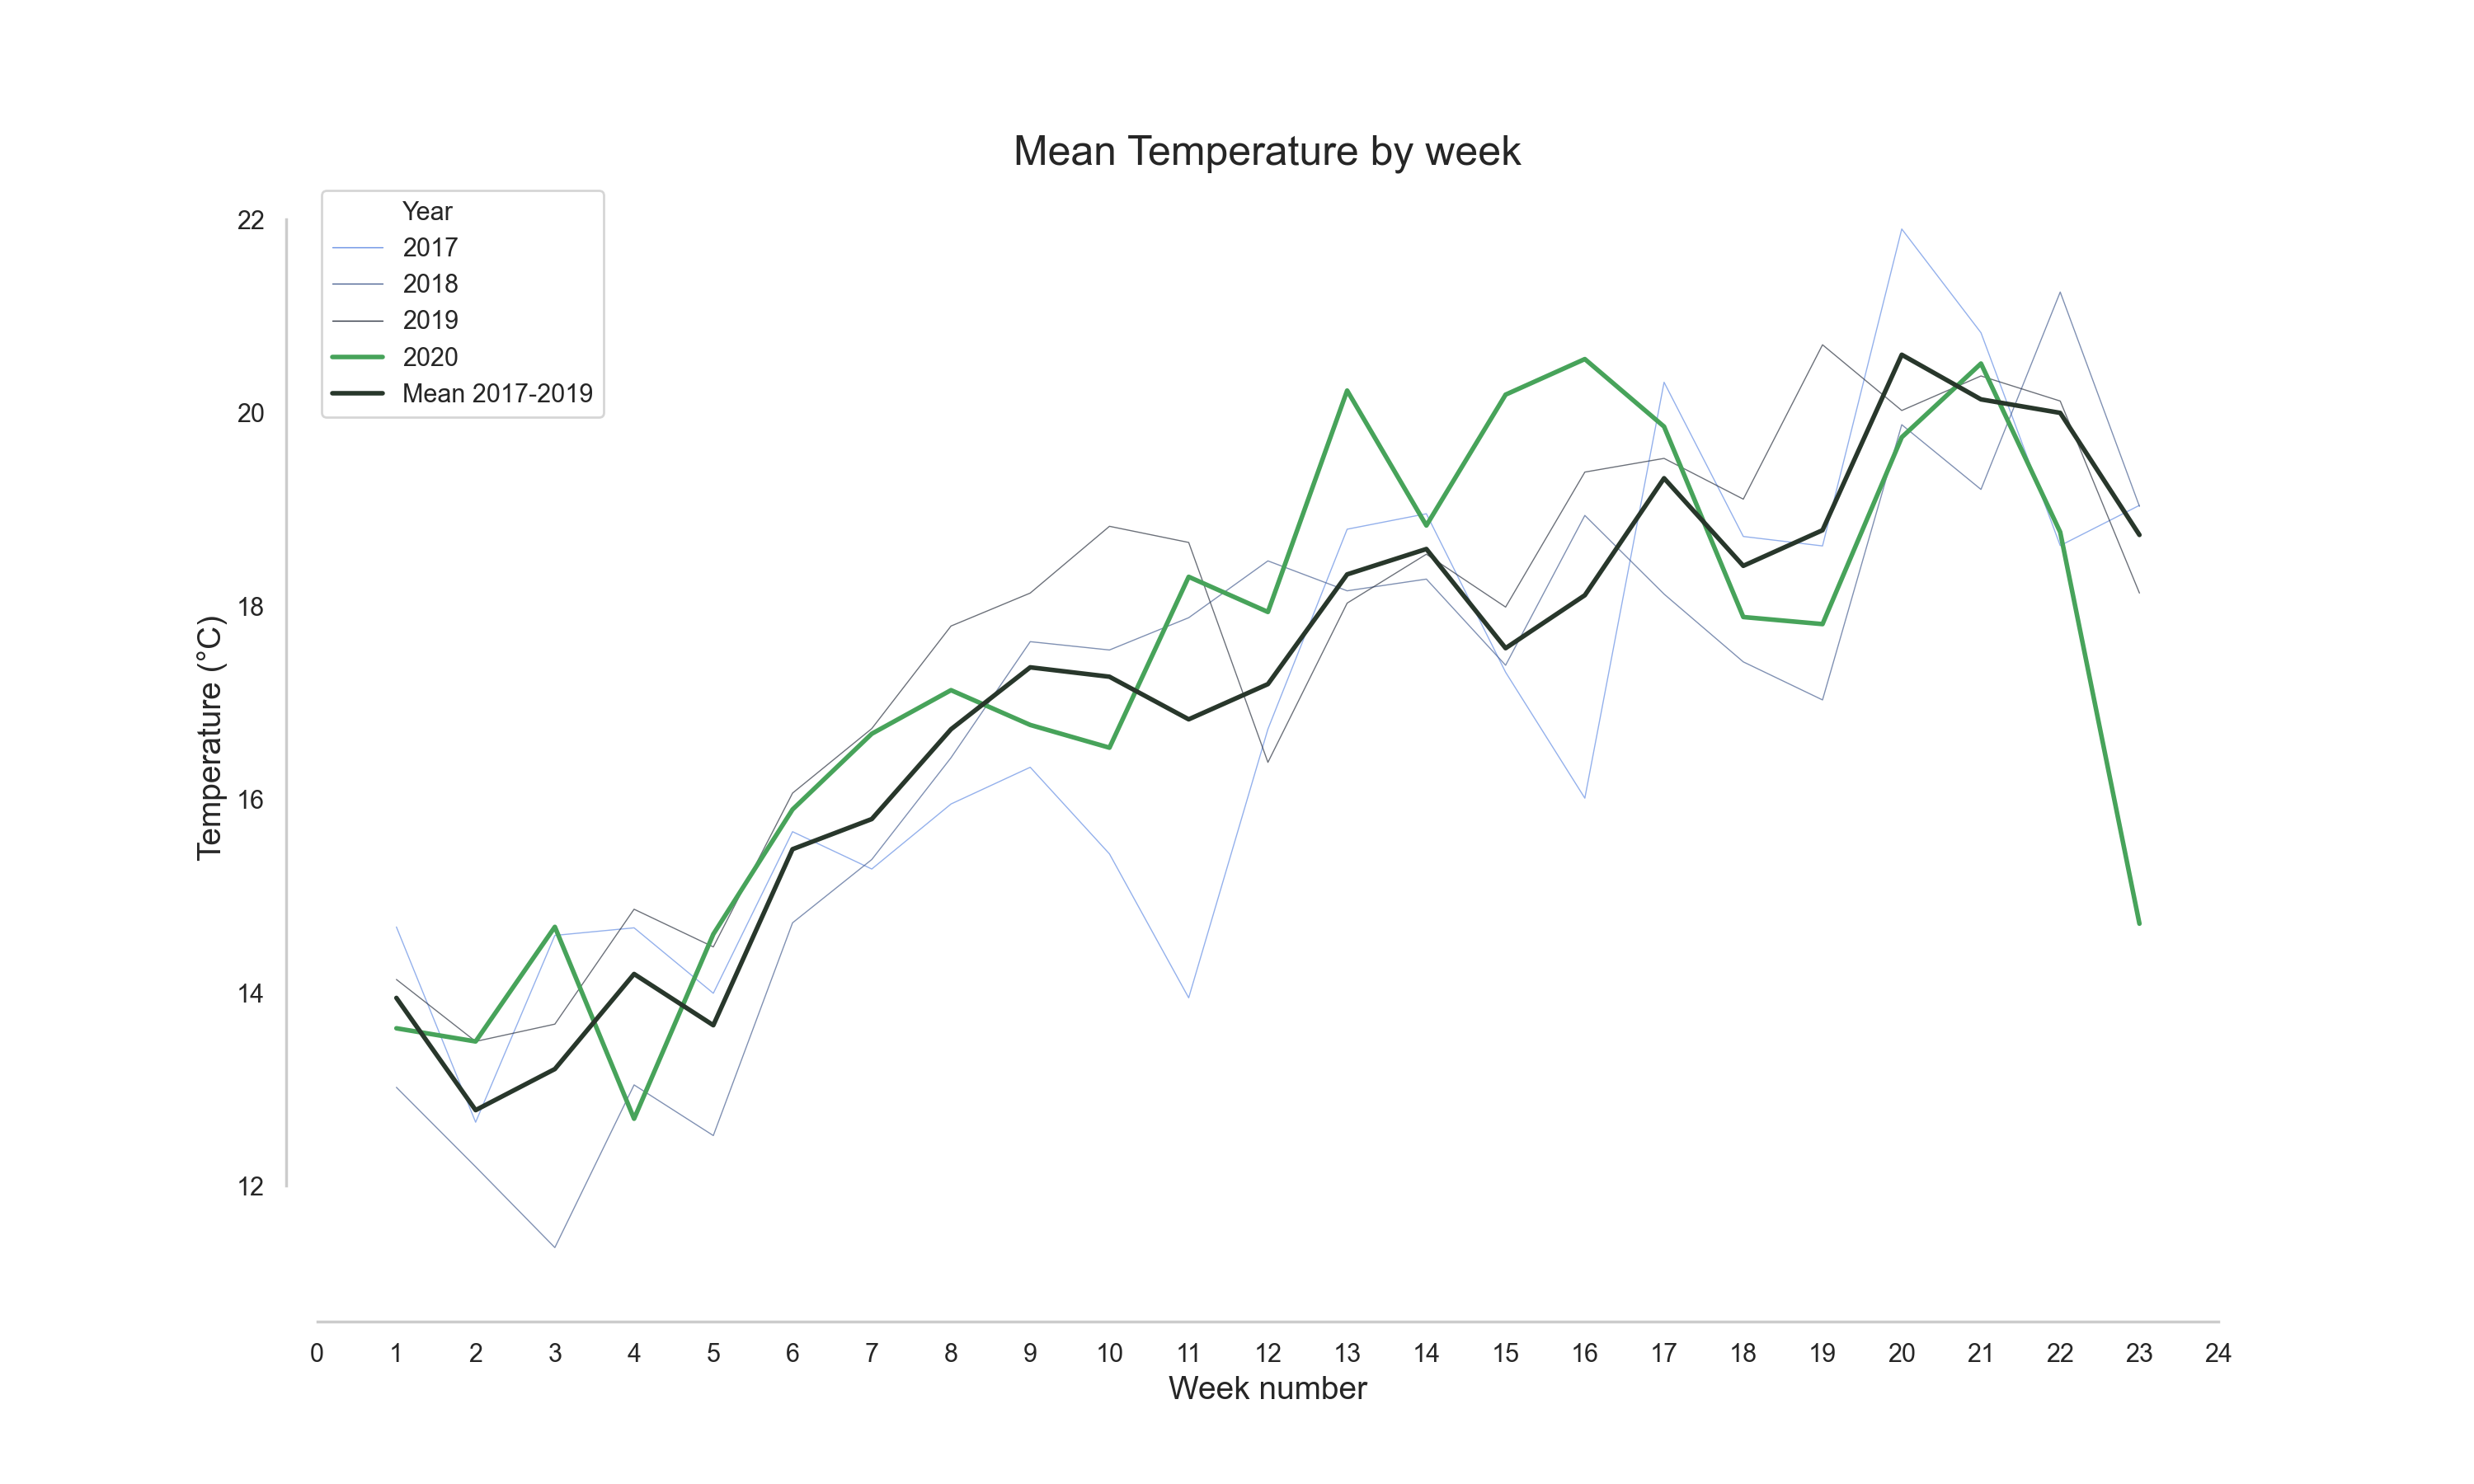 Mean Temperature by week
Year
2017
2018
2019
2020
Mean 2017-2019
22
20
18
16
14
12
Temperature (°C)
0 1 2 3 4 5 6 7 8 9 10 11 12 13 14 15 16 17 18 19 20 21 22 23 24
Week number